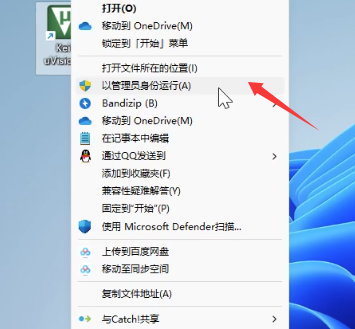 打开(O)
移动到 OneDrive(M)
锁定到「开始」菜单
Kei
uVisio
打开文件所在的位置(I)
以管理员身份运行(A)
Bandizip (B)
移动到 OneDrive(M)
在记事本中编辑
通过QQ发送到
添加到收藏夹(F)
兼容性疑难解答(Y)
固定到"开始"(P)
使用 Microsoft Defender扫描...
上传到百度网盘
移动至同步空间
复制文件地址(A)
与Catch!共享